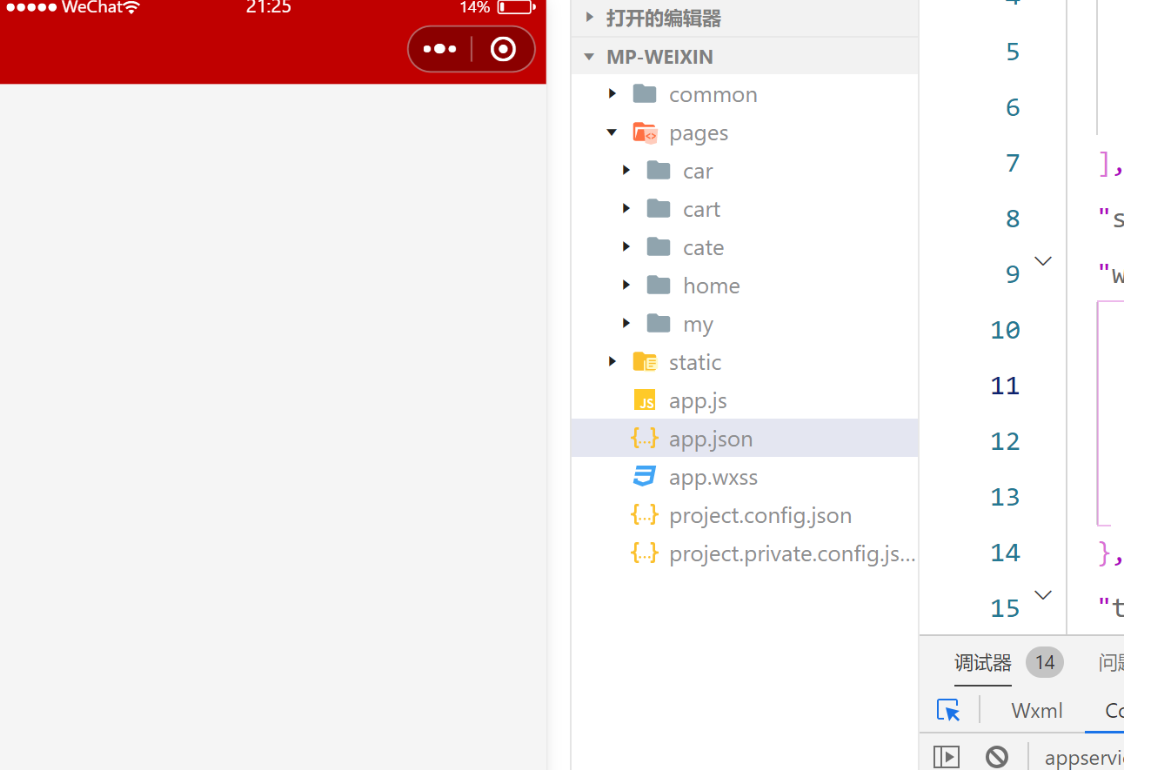 WeChat 21:25 14%
打开的编辑器
MP-WEIXIN
common
pages
car
cart
cate
home
my
static
JS app.js
{...} app.json
app.wxss
{...} project.config.json
{...} project.private.config.js...
5
6
7 ],
8 "s
9 "w
10
11
12
13
14 },
15 "t
调试器 14 问
Wxml Co
appservi